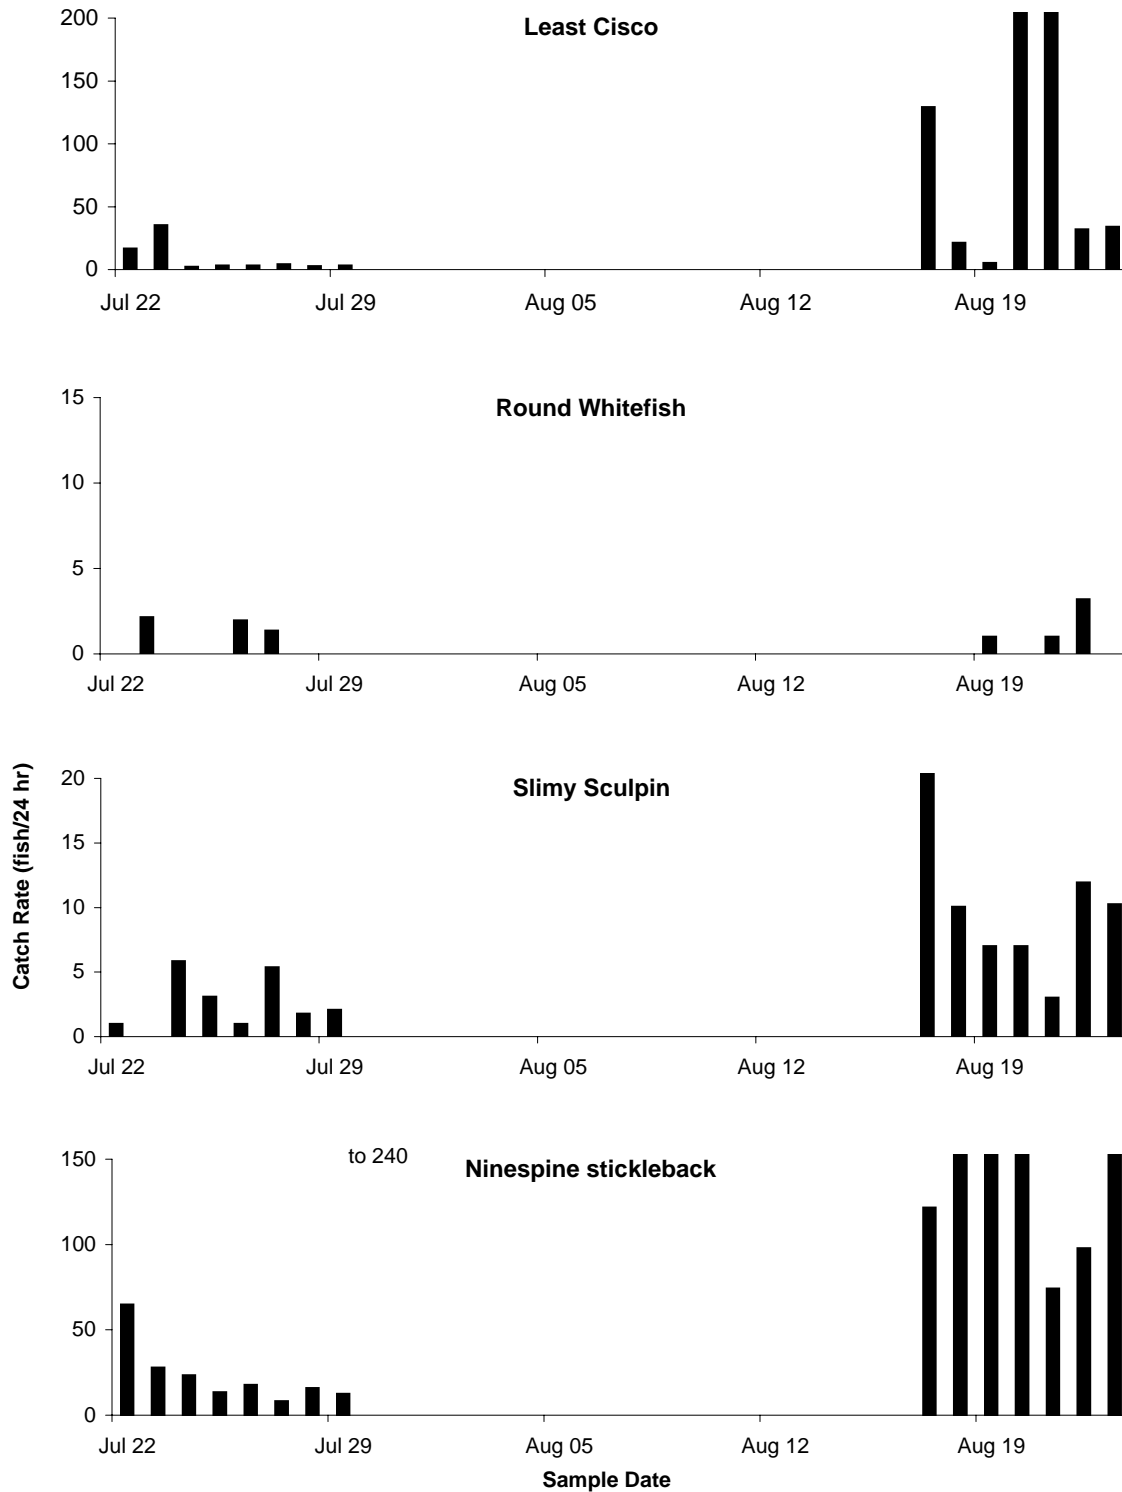 Least Cisco
200
150
100
50
0
Jul 22 Jul 29 Aug 05 Aug 12 Aug 19
Round Whitefish
15
10
5
0
Jul 22 Jul 29 Aug 05 Aug 12 Aug 19
Catch Rate (fish/24 hr)
Slimy Sculpin
20
15
10
5
0
Jul 22 Jul 29 Aug 05 Aug 12 Aug 19
to 240
Ninespine stickleback
150
100
50
0
Jul 22 Jul 29 Aug 05 Aug 12 Aug 19
Sample Date